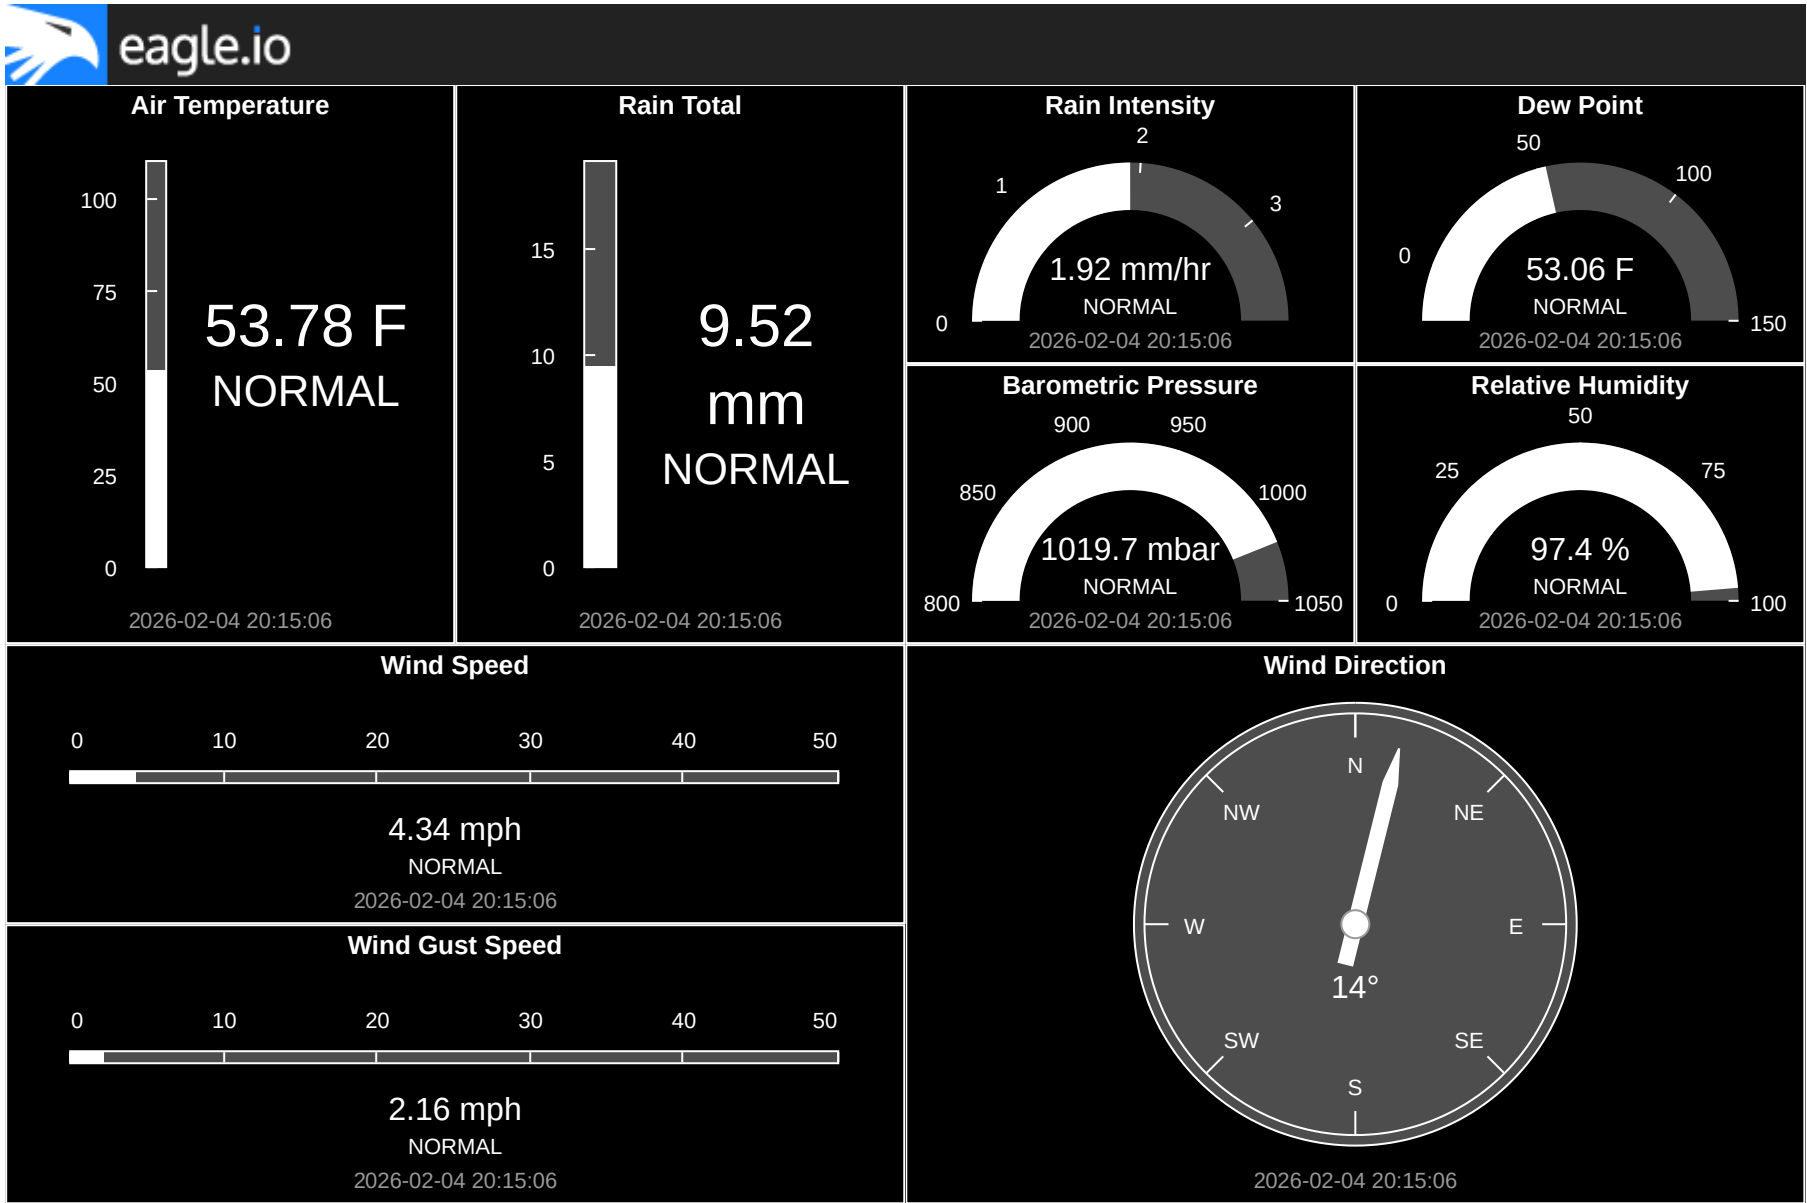 eagle.io
Air Temperature
100
75
50
25
0
53.78 F
NORMAL
2026-02-04 20:15:06
Rain Total
15
10
5
0
9.52
mm
NORMAL
2026-02-04 20:15:06
Rain Intensity
0
1
2
3
1.92 mm/hr
NORMAL
2026-02-04 20:15:06
Dew Point
0
50
100
150
53.06 F
NORMAL
2026-02-04 20:15:06
Barometric Pressure
800
850
900
950
1000
1050
1019.7 mbar
NORMAL
2026-02-04 20:15:06
Relative Humidity
0
25
50
75
100
97.4 %
NORMAL
2026-02-04 20:15:06
Wind Speed
0 10 20 30 40 50
4.34 mph
NORMAL
2026-02-04 20:15:06
Wind Gust Speed
0 10 20 30 40 50
2.16 mph
NORMAL
2026-02-04 20:15:06
Wind Direction
N
NW NE
W E
14°
SW SE
S
2026-02-04 20:15:06